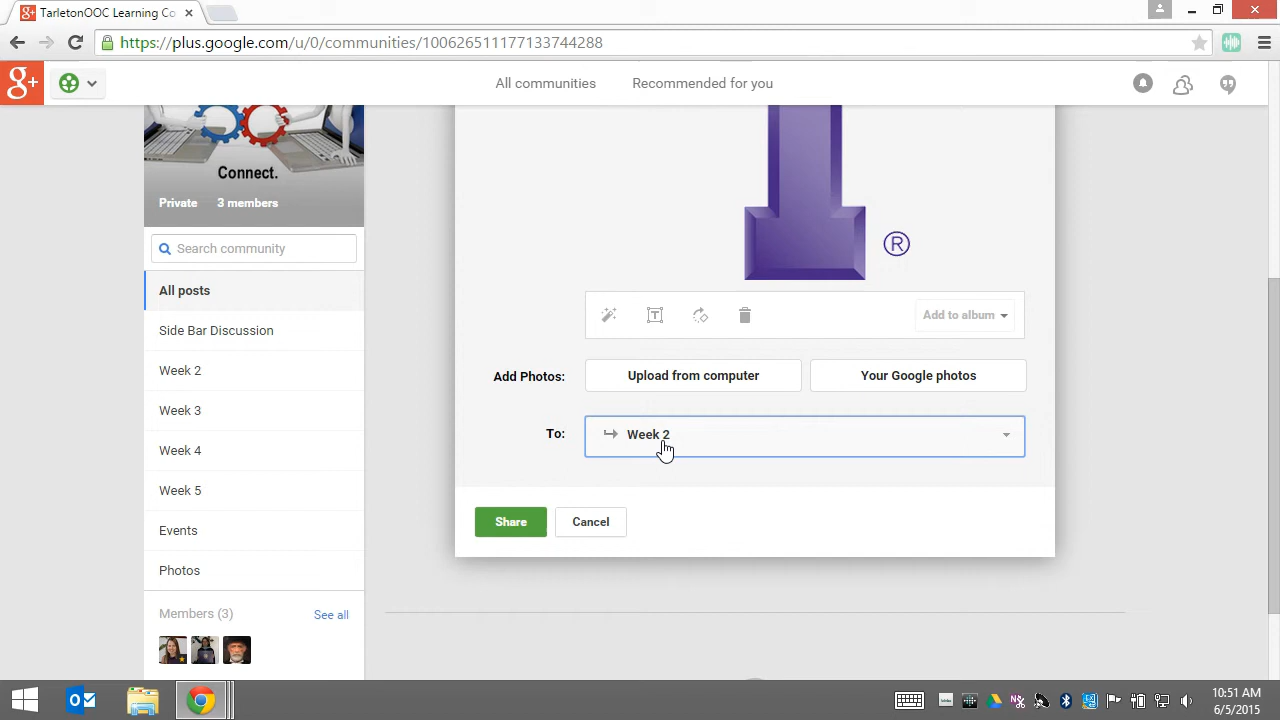 TarletonOOC Learning Co
https://plus.google.com/u/0/communities/100626511177133744288
g+
All communities
Recommended for you
Connect.
Private
3 members
Search community
All posts
Side Bar Discussion
Week 2
Week 3
Week 4
Week 5
Events
Photos
Members (3)
See all
®
T
Add to album
Add Photos:
Upload from computer
Your Google photos
To:
Week 2
Share
Cancel
10:51 AM
6/5/2015